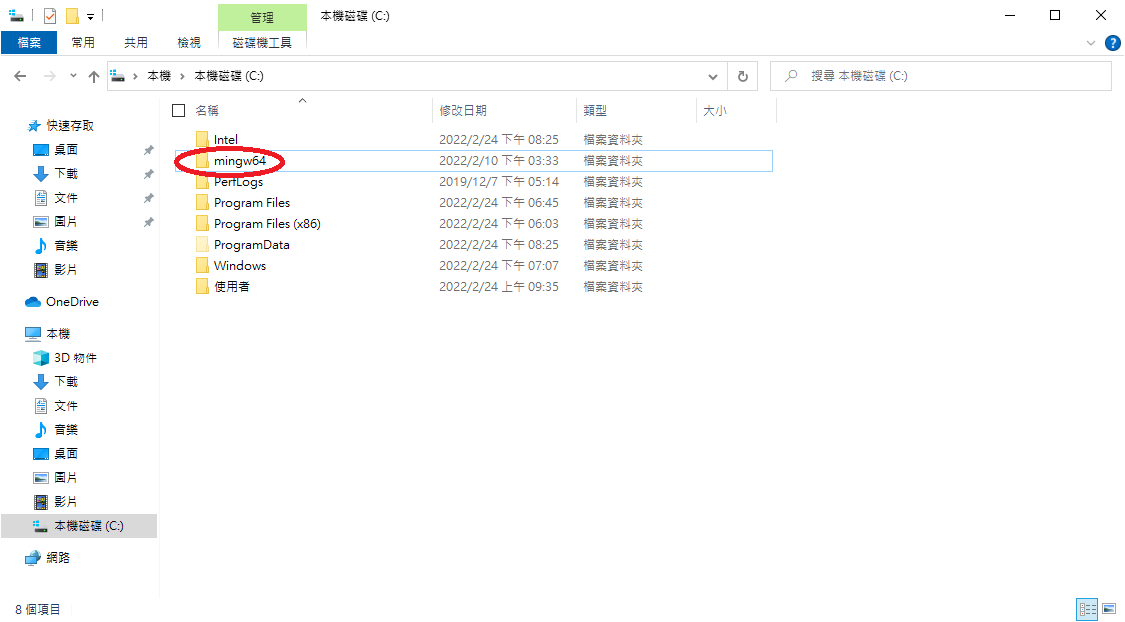 管理
本機磁碟 (C:)
檔案
常用
共用
檢視
磁碟機工具
本機 › 本機磁碟 (C:)
搜尋 本機磁碟 (C:)
名稱 修改日期 類型 大小
Intel 2022/2/24 下午 08:25 檔案資料夾
mingw64 2022/2/10 下午 03:33 檔案資料夾
PerfLogs 2019/12/7 下午 05:14 檔案資料夾
Program Files 2022/2/24 下午 06:45 檔案資料夾
Program Files (x86) 2022/2/24 下午 06:03 檔案資料夾
ProgramData 2022/2/24 下午 08:25 檔案資料夾
Windows 2022/2/24 下午 07:07 檔案資料夾
使用者 2022/2/24 上午 09:35 檔案資料夾
快速存取
桌面
下載
文件
圖片
音樂
影片
OneDrive
本機
3D 物件
下載
文件
音樂
桌面
圖片
影片
本機磁碟 (C:)
網路
8 個項目